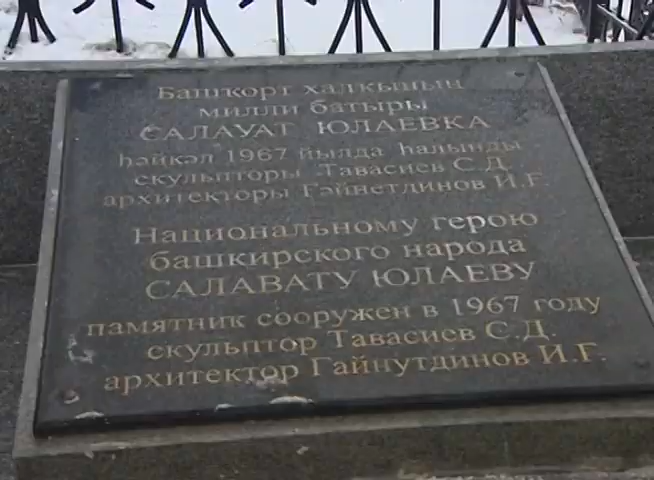 Башҡорт халҡының
милли батыры
САЛАУАТ ЮЛАЕВҠА
һәйкәл 1967 йылда һалынды
скульпторы Тавасиев С.Д.
архитекторы Гәйнетдинов И.Г.
Национальному герою
башкирского народа
САЛАВАТУ ЮЛАЕВУ
памятник сооружен в 1967 году
скульптор Тавасиев С.Д.
архитектор Гайнутдинов И.Г.